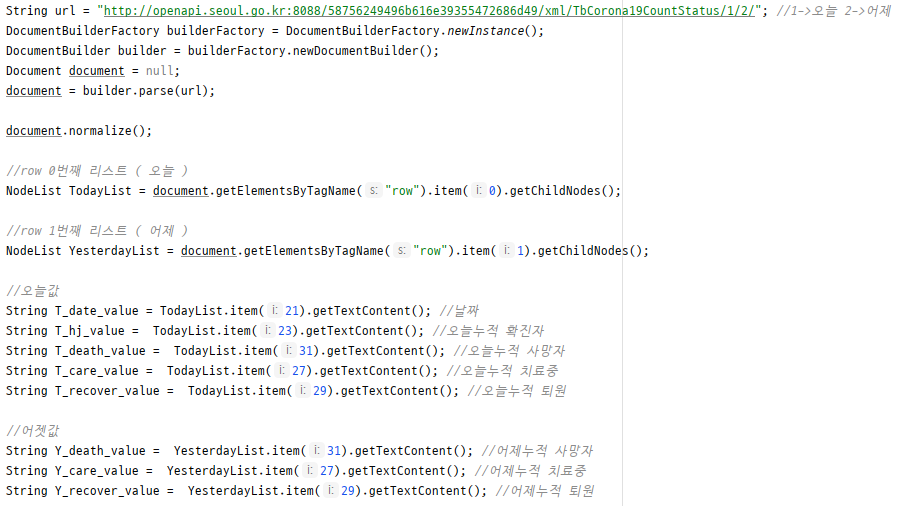 String url = "http://openapi.seoul.go.kr:8088/58756249496b616e39355472686d49/xml/TbCorona19CountStatus/1/2/"; //1->오늘 2->어제
DocumentBuilderFactory builderFactory = DocumentBuilderFactory.newInstance();
DocumentBuilder builder = builderFactory.newDocumentBuilder();
Document document = null;
document = builder.parse(url);
document.normalize();
//row 0번째 리스트 ( 오늘 )
NodeList TodayList = document.getElementsByTagName( s: "row").item( i: 0).getChildNodes();
//row 1번째 리스트 ( 어제 )
NodeList YesterdayList = document.getElementsByTagName( s: "row").item( i: 1).getChildNodes();
//오늘값
String T_date_value = TodayList.item( i: 21).getTextContent(); //날짜
String T_hj_value =  TodayList.item( i: 23).getTextContent(); //오늘누적 확진자
String T_death_value =  TodayList.item( i: 31).getTextContent(); //오늘누적 사망자
String T_care_value =  TodayList.item( i: 27).getTextContent(); //오늘누적 치료중
String T_recover_value =  TodayList.item( i: 29).getTextContent(); //오늘누적 퇴원
//어젯값
String Y_death_value =  YesterdayList.item( i: 31).getTextContent(); //어제누적 사망자
String Y_care_value =  YesterdayList.item( i: 27).getTextContent(); //어제누적 치료중
String Y_recover_value =  YesterdayList.item( i: 29).getTextContent(); //어제누적 퇴원